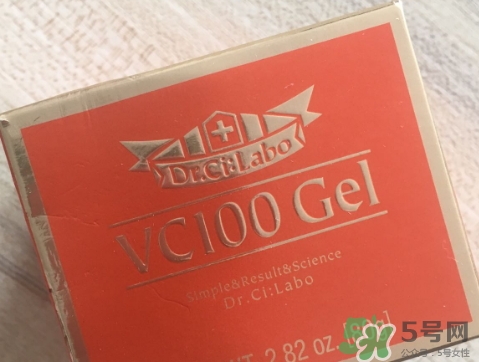 Dr.Ci:Labo
VC100 Gel
Simple&Result&Science
Dr.Ci:Labo
2.82 oz. [80g]
5号网
公众号:5号女性